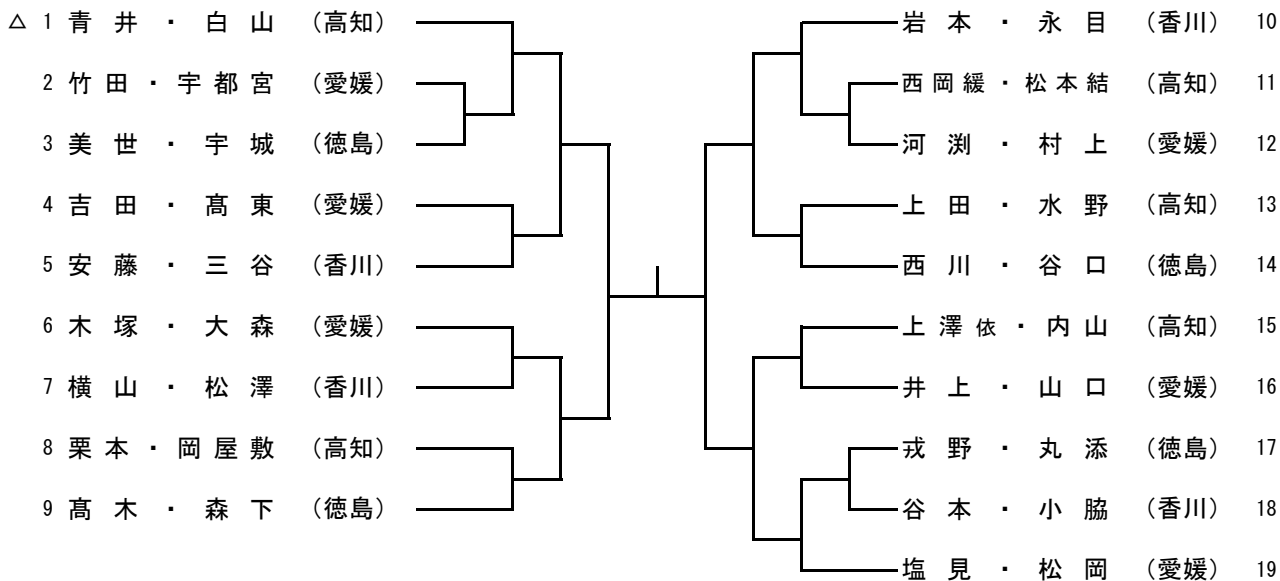 △ 1 青井・白山 (高知)
2 竹田・宇都宮 (愛媛)
3 美世・宇城 (徳島)
4 吉田・髙東 (愛媛)
5 安藤・三谷 (香川)
6 木塚・大森 (愛媛)
7 横山・松澤 (香川)
8 栗本・岡屋敷 (高知)
9 髙木・森下 (徳島)
岩本・永目 (香川) 10
西岡緩・松本結 (高知) 11
河渕・村上 (愛媛) 12
上田・水野 (高知) 13
西川・谷口 (徳島) 14
上澤依・内山 (高知) 15
井上・山口 (愛媛) 16
戎野・丸添 (徳島) 17
谷本・小脇 (香川) 18
塩見・松岡 (愛媛) 19